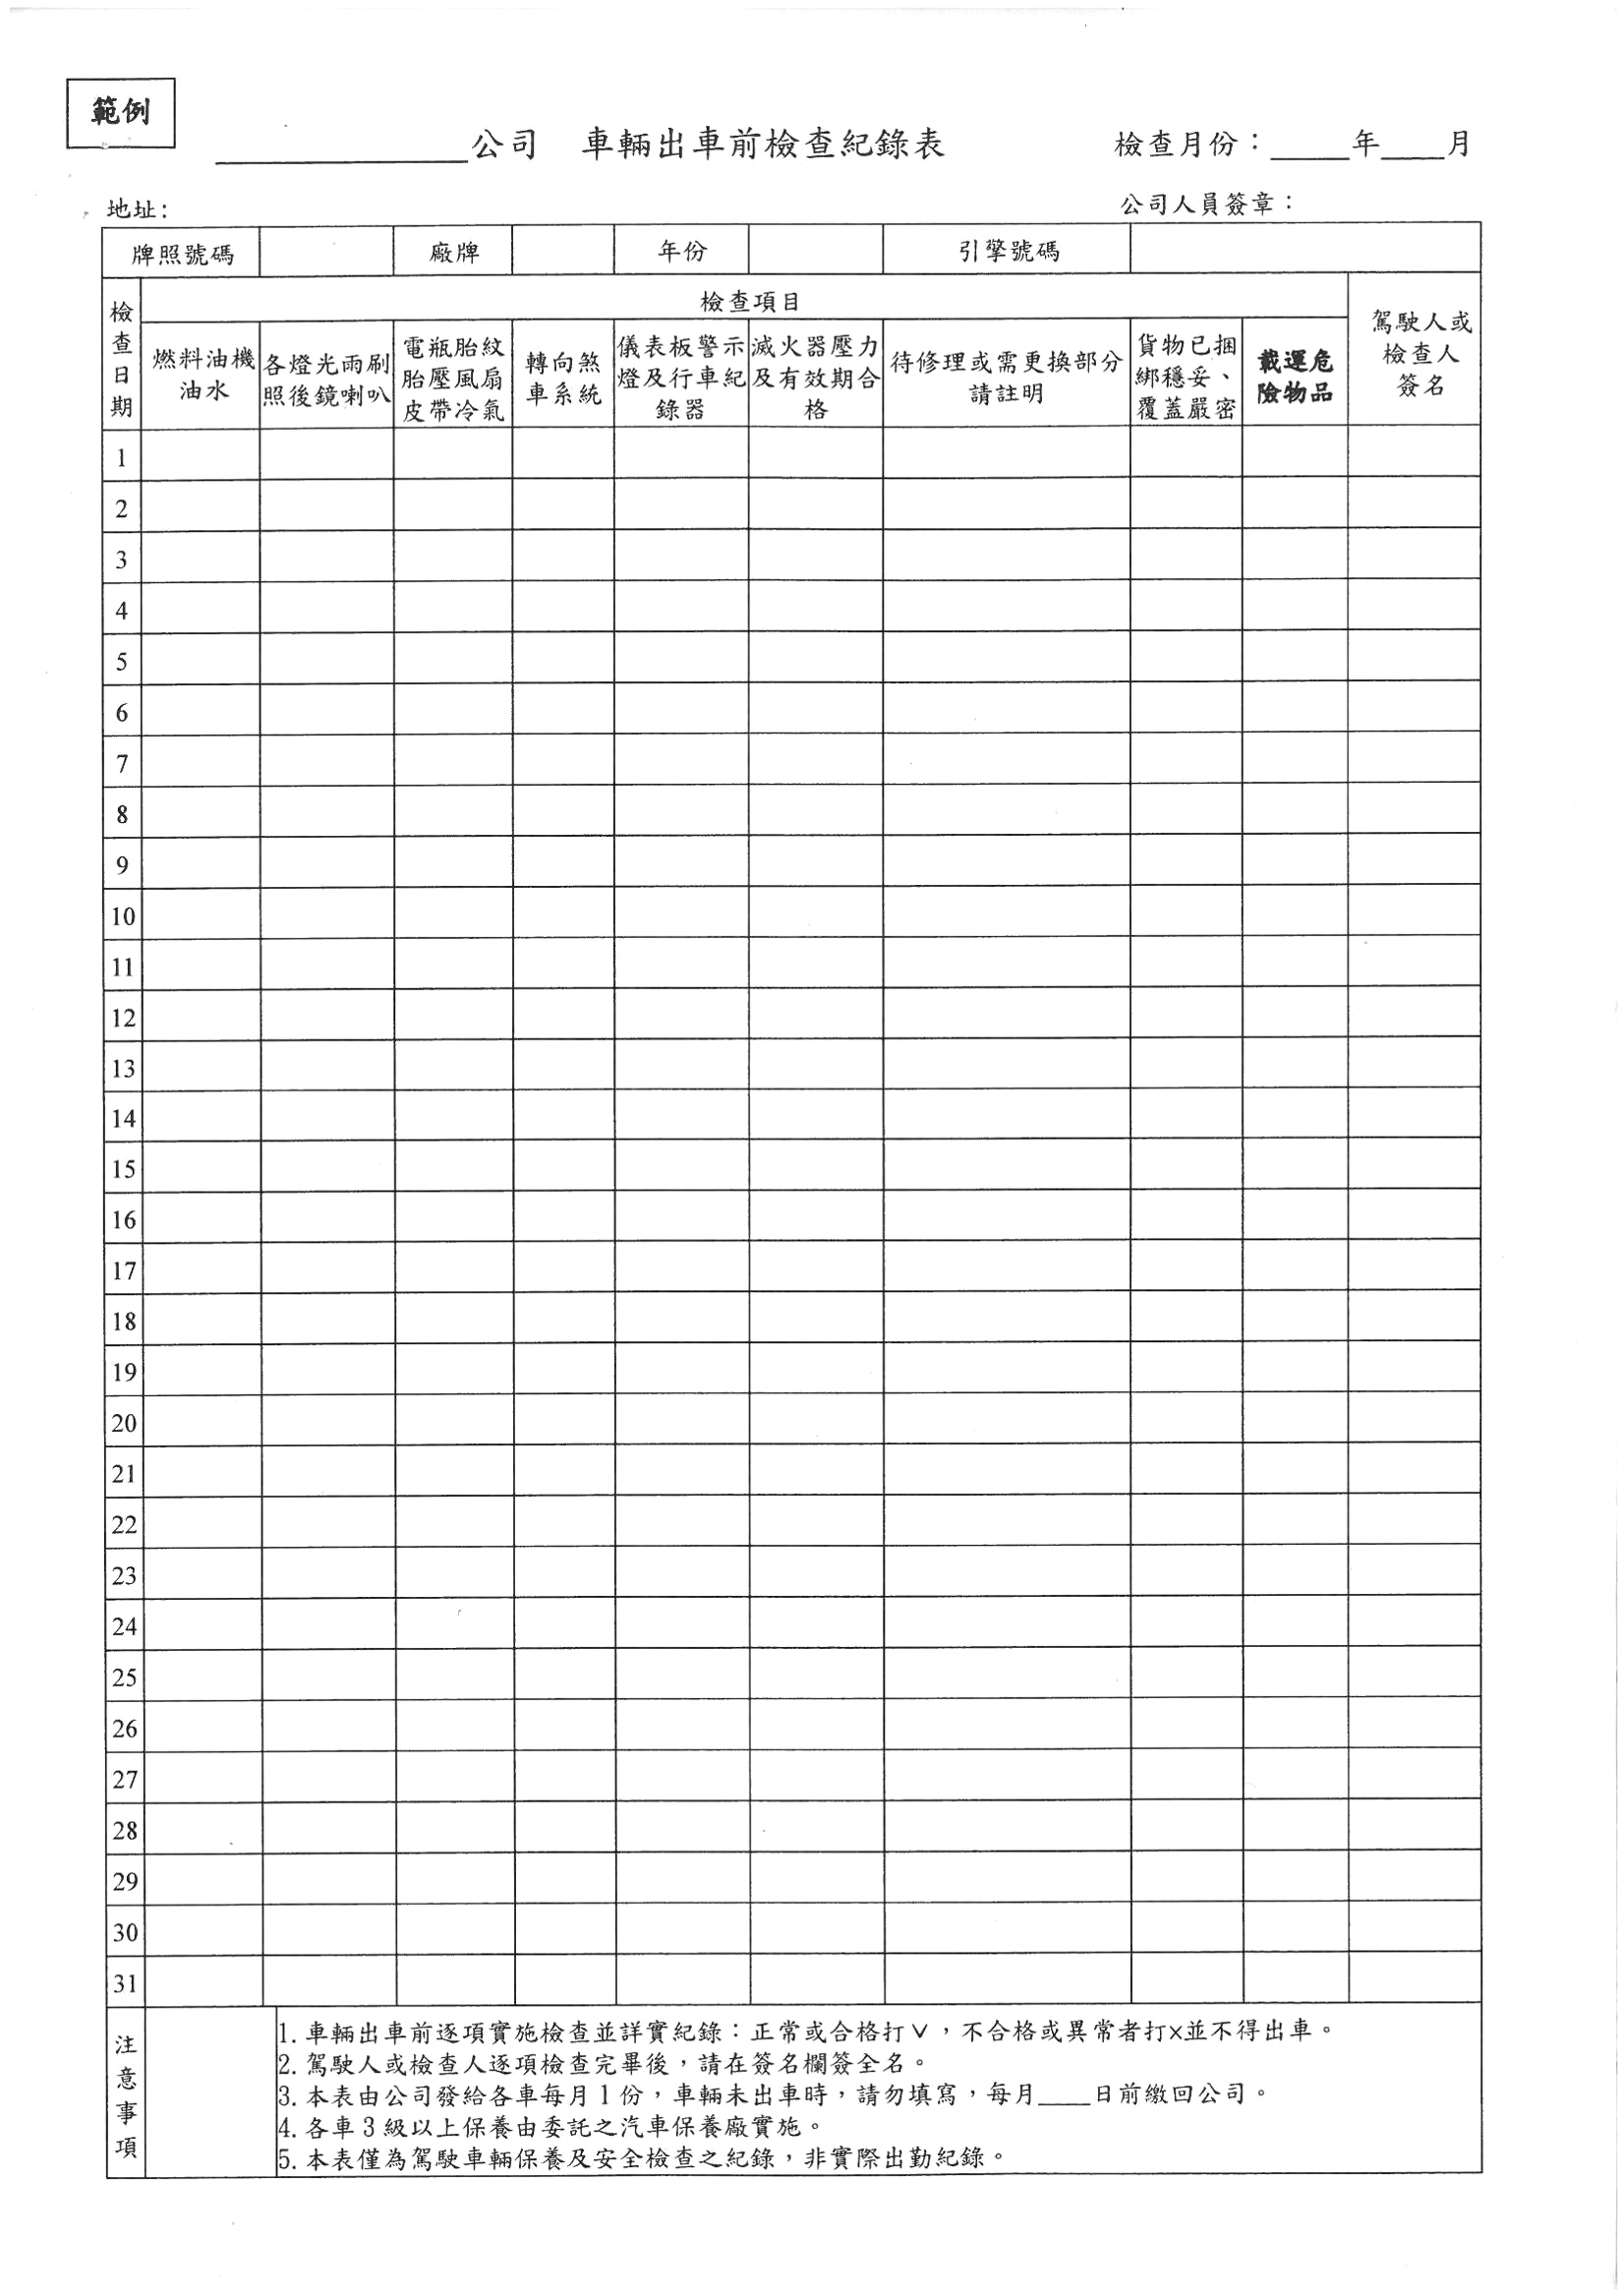 範例
____公司　車輛出車前檢查紀錄表　檢查月份：____年____月
地址:　公司人員簽章：
牌照號碼　廠牌　年份　引擎號碼
檢查日期
檢查項目
燃料油機
油水
各燈光雨刷
照後鏡喇叭
電瓶胎紋
胎壓風扇
皮帶冷氣
轉向煞
車系統
儀表板警示
燈及行車紀
錄器
滅火器壓力
及有效期合
格
待修理或需更換部分
請註明
貨物已捆
綁穩妥、
覆蓋嚴密
載運危
險物品
駕駛人或
檢查人
簽名
1
2
3
4
5
6
7
8
9
10
11
12
13
14
15
16
17
18
19
20
21
22
23
24
25
26
27
28
29
30
31
注意事項
1. 車輛出車前逐項實施檢查並詳實紀錄：正常或合格打∨，不合格或異常者打×並不得出車。
2. 駕駛人或檢查人逐項檢查完畢後，請在簽名欄簽全名。
3. 本表由公司發給各車每月 1 份，車輛未出車時，請勿填寫，每月____日前繳回公司。
4. 各車 3 級以上保養由委託之汽車保養廠實施。
5. 本表僅為駕駛車輛保養及安全檢查之紀錄，非實際出勤紀錄。